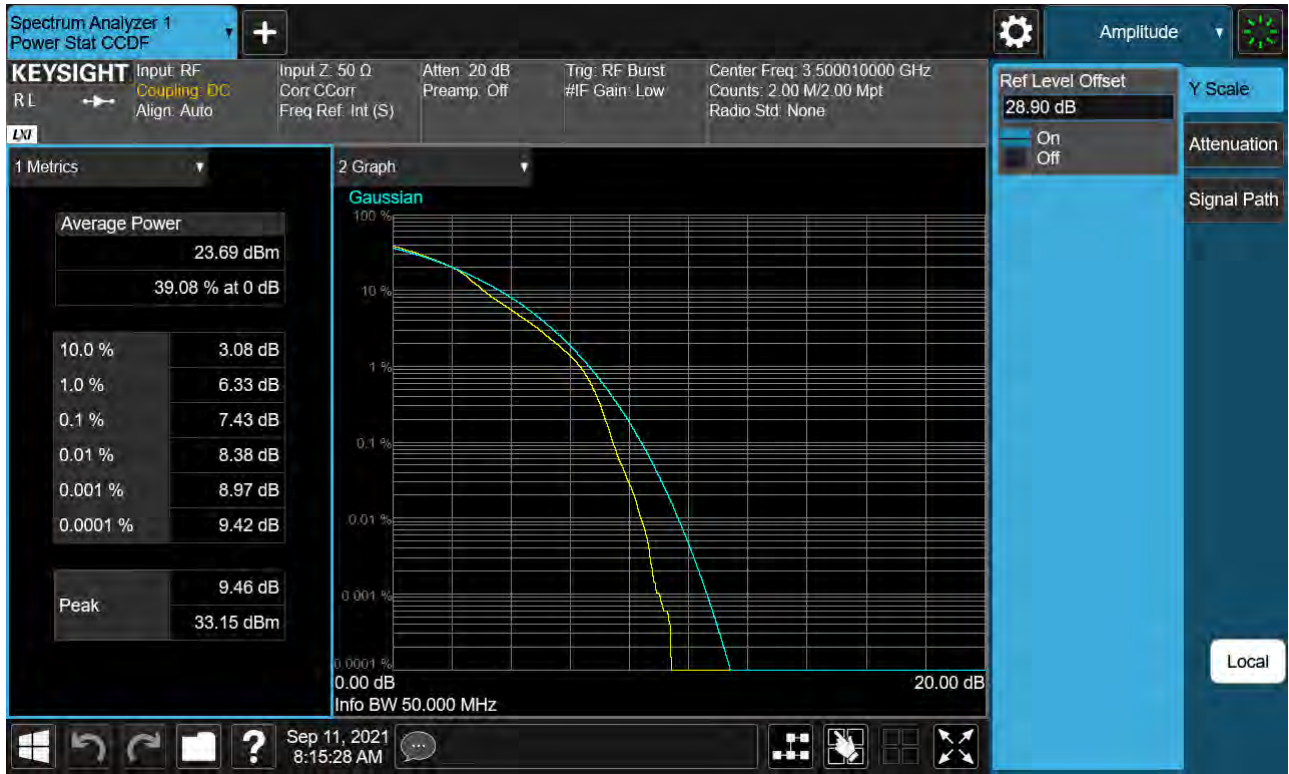 Spectrum Analyzer 1
Power Stat CCDF
+
Amplitude
KEYSIGHT
RL
LXI
Input: RF
Coupling: DC
Align: Auto
Input Z: 50 Ω
Corr CCorr
Freq Ref: Int (S)
Atten: 20 dB
Preamp: Off
Trig: RF Burst
#IF Gain: Low
Center Freq: 3.500010000 GHz
Counts: 2.00 M/2.00 Mpt
Radio Std: None
Ref Level Offset
28.90 dB
On
Off
Y Scale
Attenuation
Signal Path
1 Metrics
Average Power
23.69 dBm
39.08 % at 0 dB
10.0 % 3.08 dB
1.0 % 6.33 dB
0.1 % 7.43 dB
0.01 % 8.38 dB
0.001 % 8.97 dB
0.0001 % 9.42 dB
Peak
9.46 dB
33.15 dBm
2 Graph
Gaussian
100 %
10 %
1 %
0.1 %
0.01 %
0.001 %
0.0001 %
0.00 dB 20.00 dB
Info BW 50.000 MHz
Local
?
Sep 11, 2021
8:15:28 AM